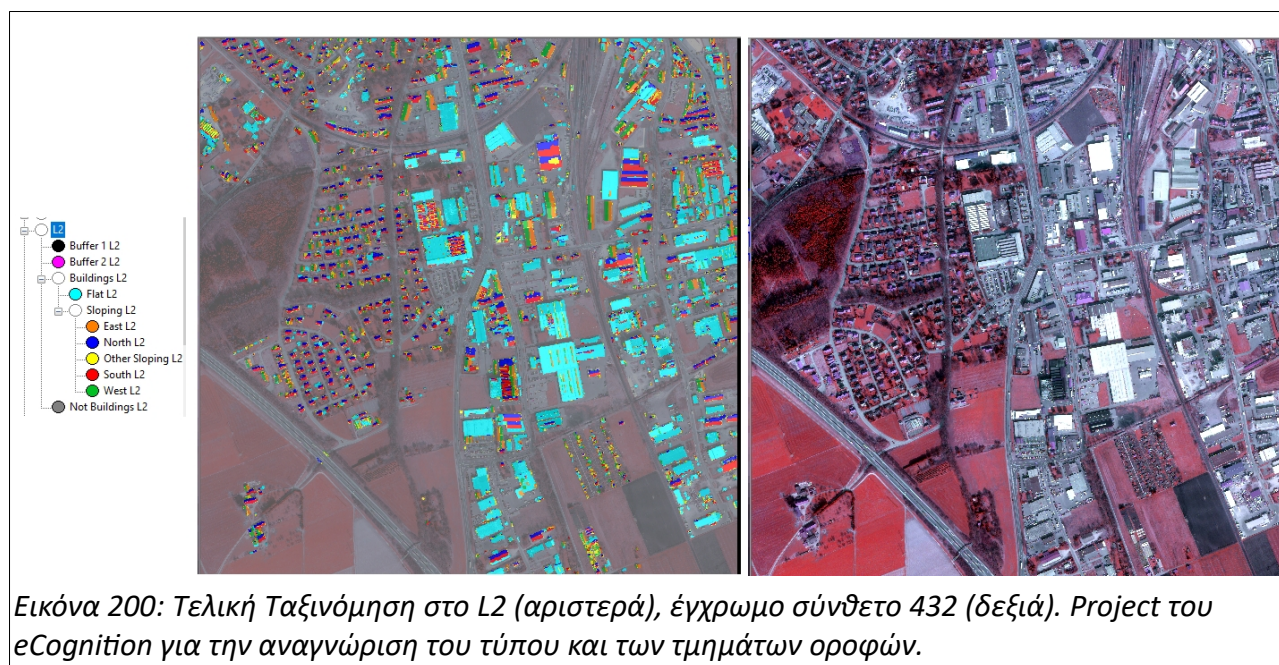 L2
Buffer 1 L2
Buffer 2 L2
Buildings L2
Flat L2
Sloping L2
East L2
North L2
Other Sloping L2
South L2
West L2
Not Buildings L2
Εικόνα 200: Τελική Ταξινόμηση στο L2 (αριστερά), έγχρωμο σύνθετο 432 (δεξιά). Project του
eCognition για την αναγνώριση του τύπου και των τμημάτων οροφών.